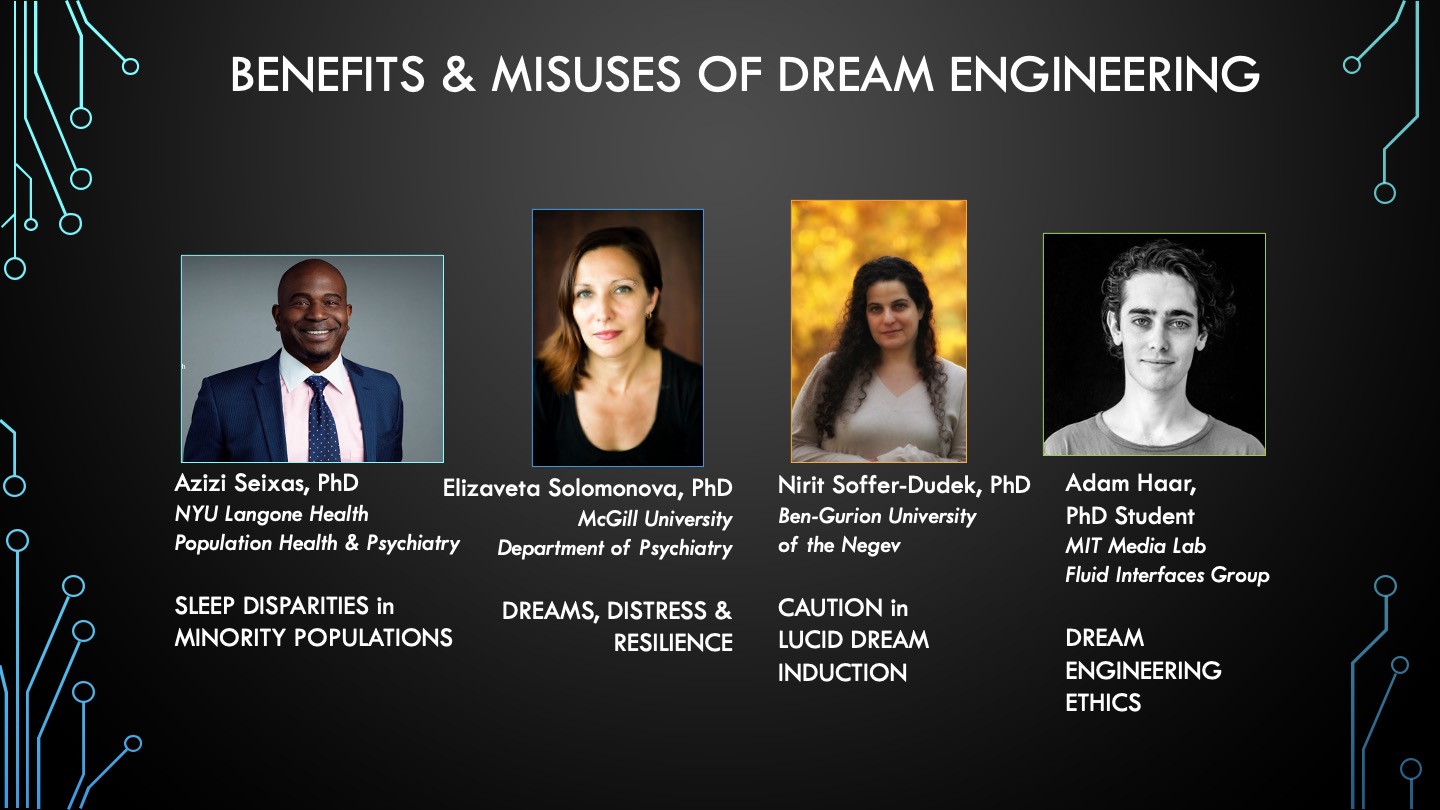 BENEFITS & MISUSES OF DREAM ENGINEERING
h
Azizi Seixas, PhD
NYU Langone Health
Population Health & Psychiatry
SLEEP DISPARITIES in
MINORITY POPULATIONS
Elizaveta Solomonova, PhD
McGill University
Department of Psychiatry
DREAMS, DISTRESS &
RESILIENCE
Nirit Soffer-Dudek, PhD
Ben-Gurion University
of the Negev
CAUTION in
LUCID DREAM
INDUCTION
Adam Haar,
PhD Student
MIT Media Lab
Fluid Interfaces Group
DREAM
ENGINEERING
ETHICS